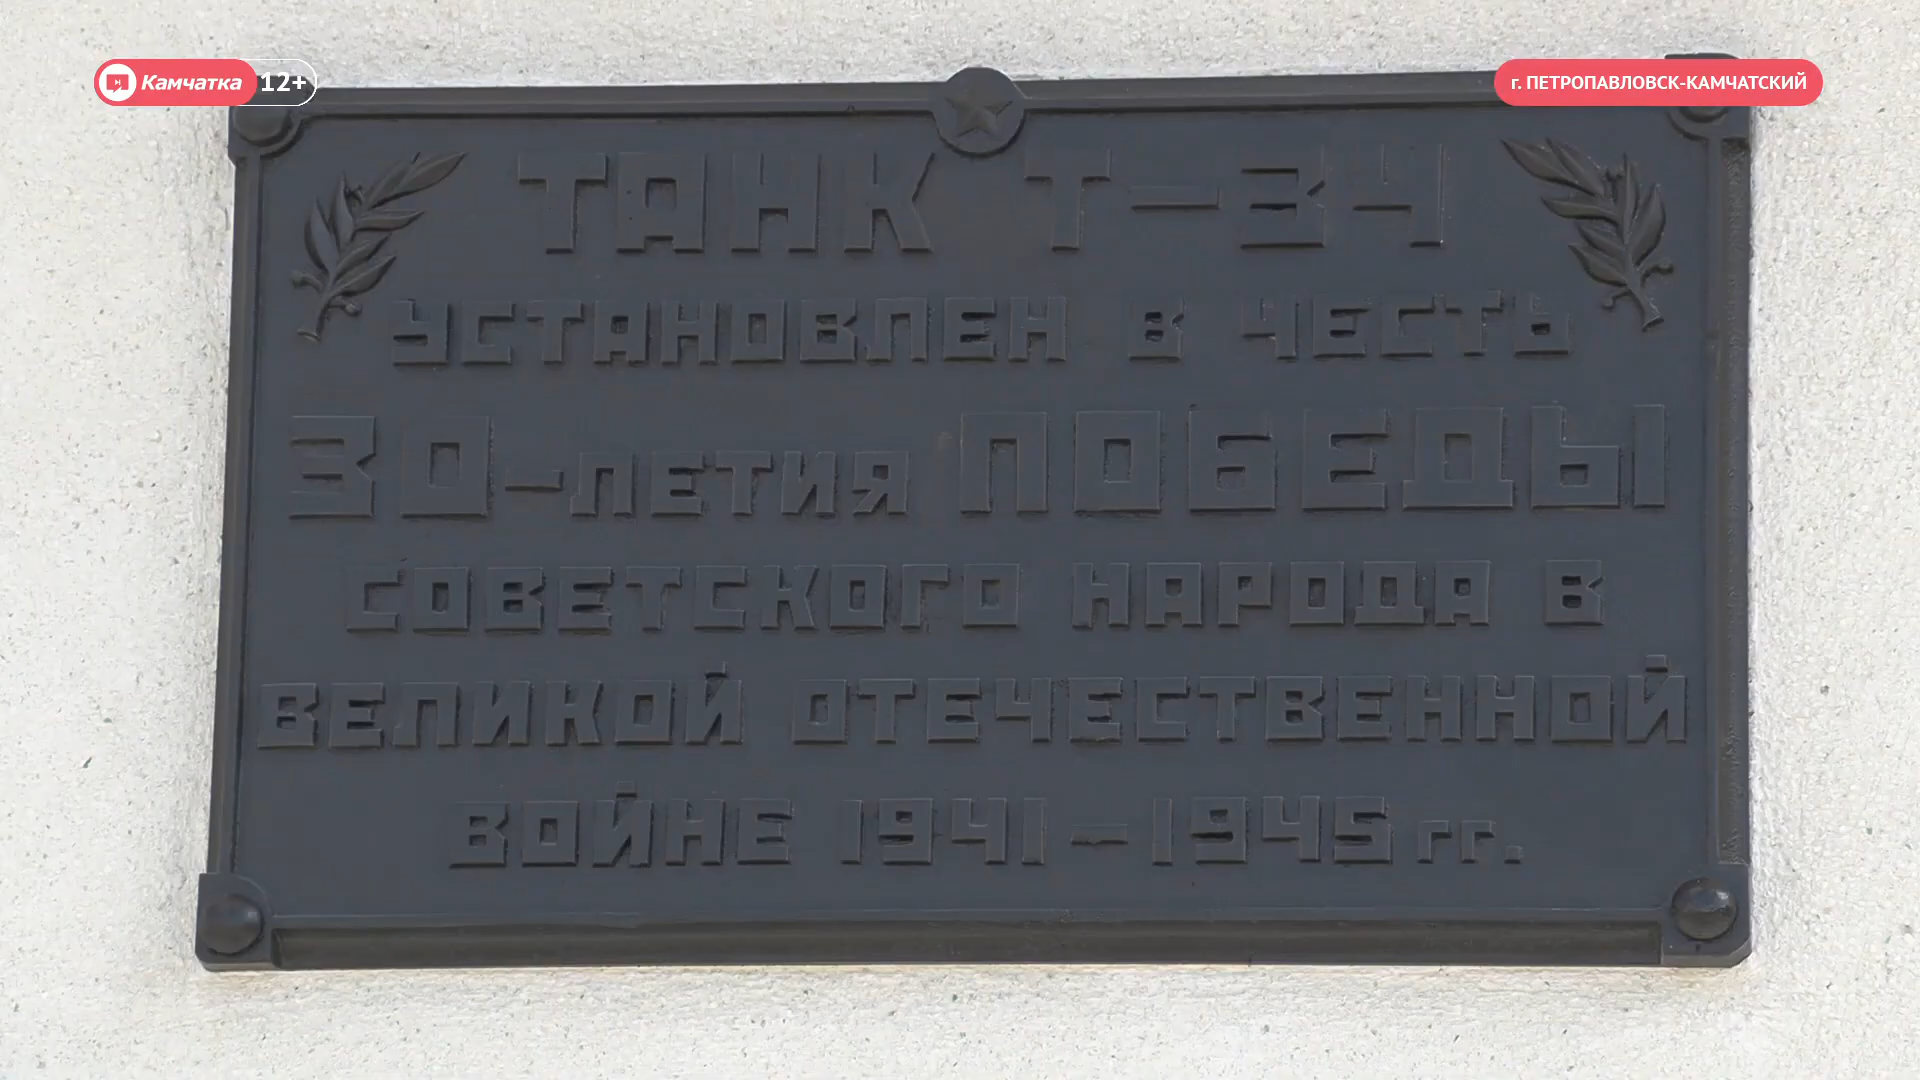 Камчатка 12+
г. ПЕТРОПАВЛОВСК-КАМЧАТСКИЙ
ТАНК Т-34
УСТАНОВЛЕН В ЧЕСТЬ
30-ЛЕТИЯ ПОБЕДЫ
СОВЕТСКОГО НАРОДА В
ВЕЛИКОЙ ОТЕЧЕСТВЕННОЙ
ВОЙНЕ 1941-1945 гг.